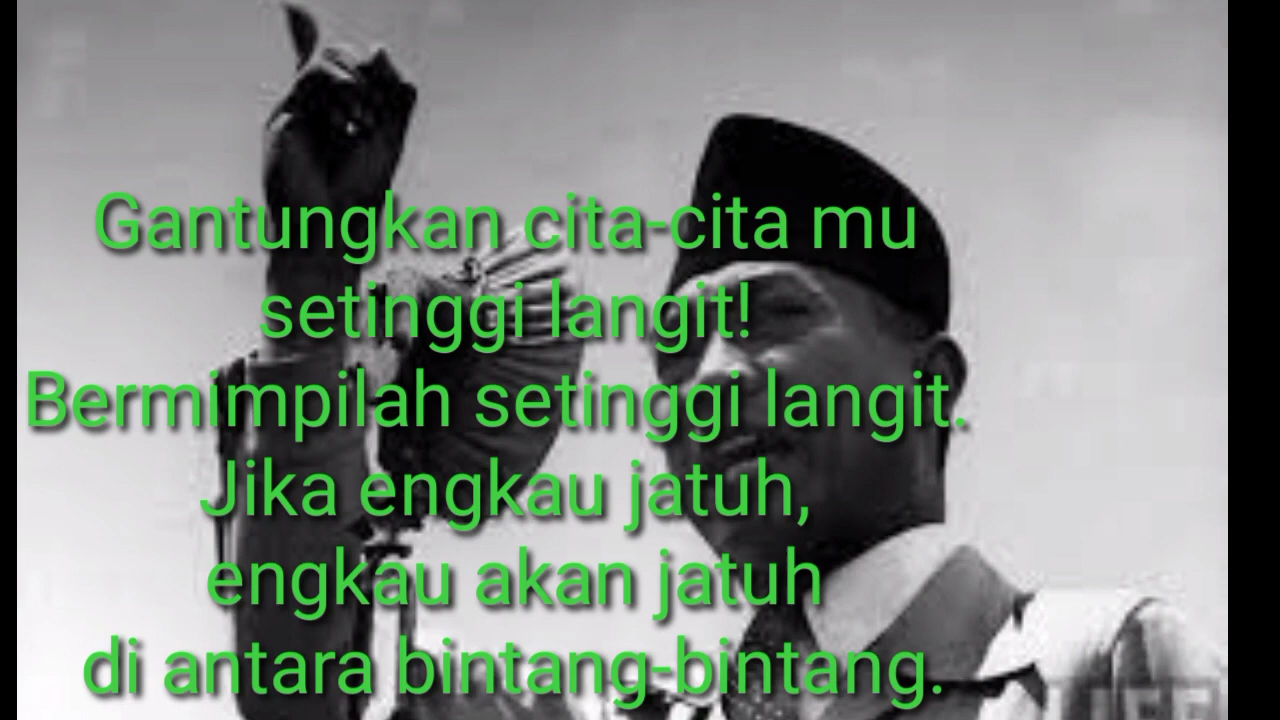 Gantungkan cita-cita mu
setinggi langit!
Bermimpilah setinggi langit.
Jika engkau jatuh,
engkau akan jatuh
di antara bintang-bintang.
LIFE